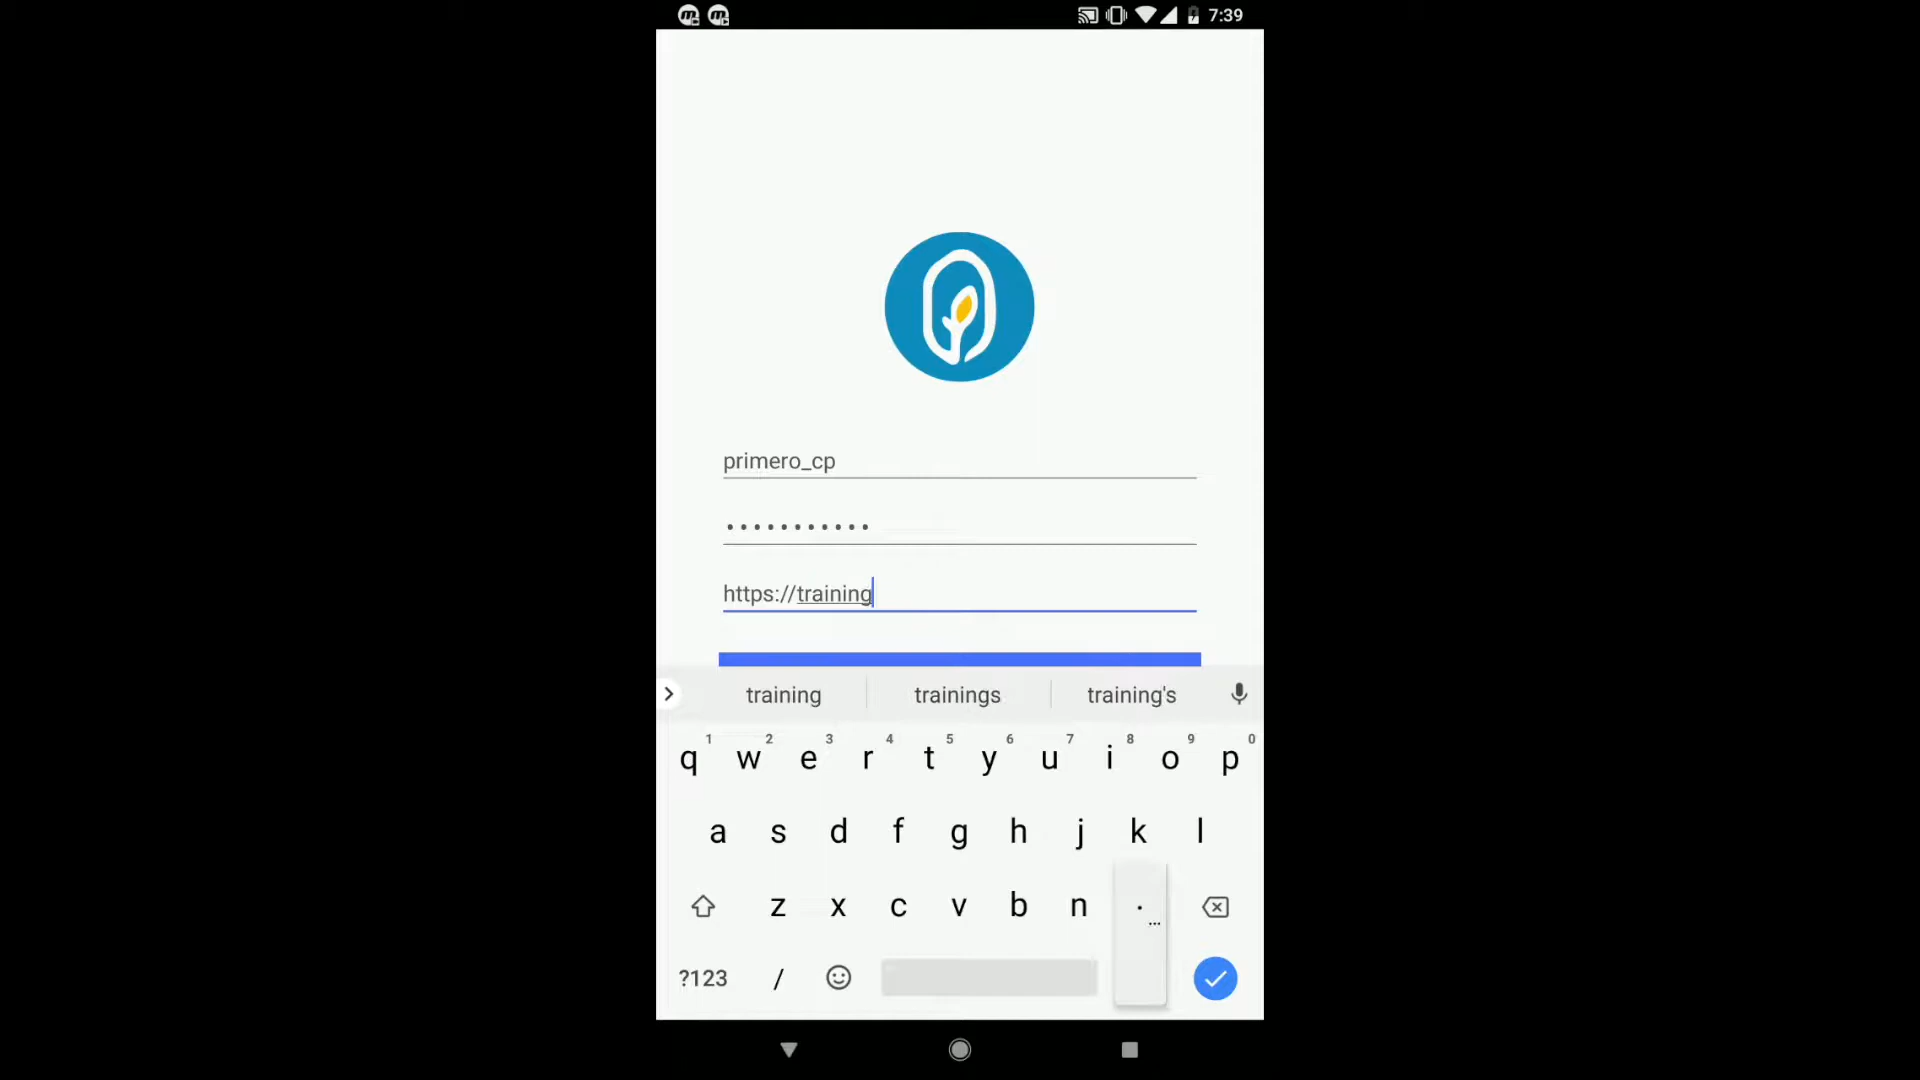 7:39
primero_cp
•••••••••••
https://training
training trainings training's
1 2 3 4 5 6 7 8 9 0
q w e r t y u i o p
a s d f g h j k l
z x c v b n . ...
?123 /